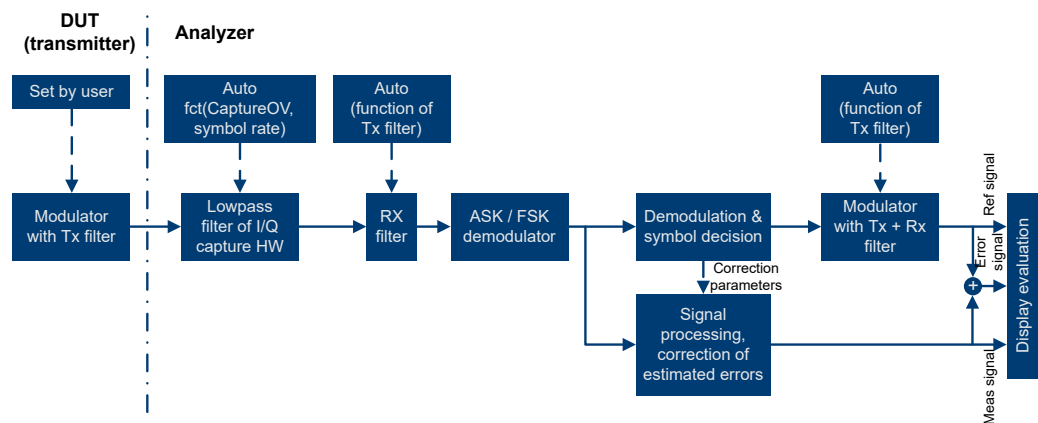 DUT
(transmitter)
Analyzer
Set by user
Auto
fct(CaptureOV,
symbol rate)
Auto
(function of
Tx filter)
Auto
(function of
Tx filter)
Modulator
with Tx filter
Lowpass
filter of I/Q
capture HW
RX
filter
ASK / FSK
demodulator
Demodulation &
symbol decision
Modulator
with Tx + Rx
filter
Ref signal
Error
signal
+
Correction
parameters
Signal
processing,
correction of
estimated errors
Meas signal
Display evaluation